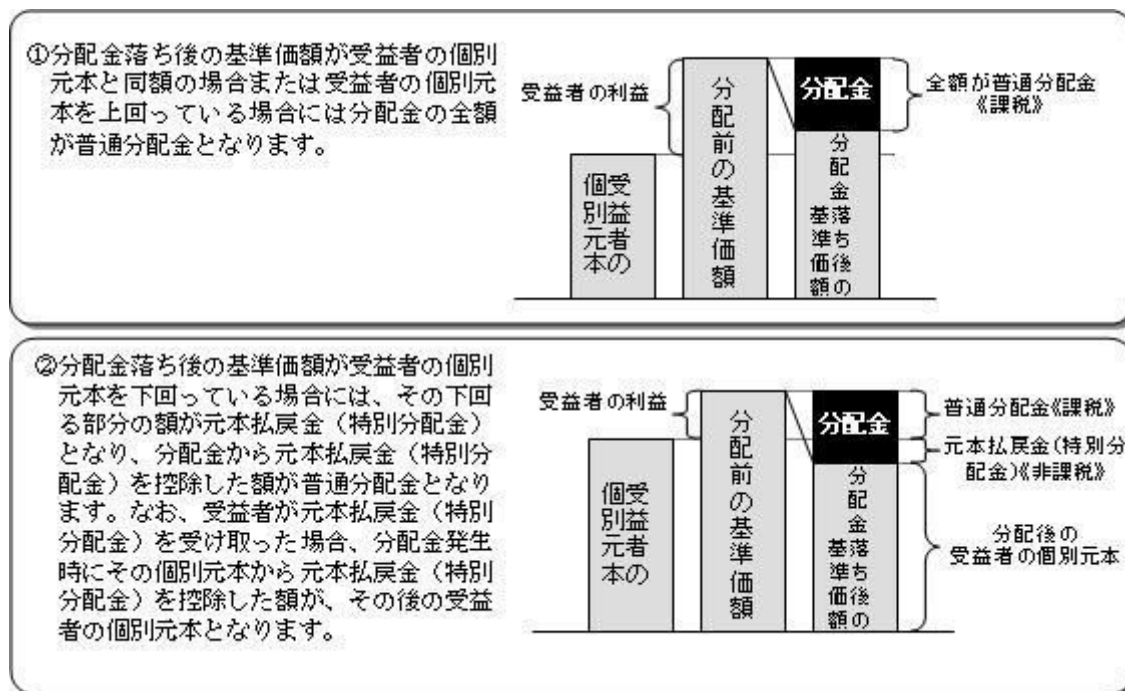 ①分配金落ち後の基準価額が受益者の個別
元本と同額の場合または受益者の個別元
本を上回っている場合には分配金の全額
が普通分配金となります。
受益者の利益
受益者の
個別元本
分配前の基準価額
分配金
分配金落ち後の
基準価額
全額が普通分配金
《課税》
②分配金落ち後の基準価額が受益者の個別
元本を下回っている場合には、その下回
る部分の額が元本払戻金（特別分配金）
となり、分配金から元本払戻金（特別分
配金）を控除した額が普通分配金となり
ます。なお、受益者が元本払戻金（特別
分配金）を受け取った場合、分配金発生
時にその個別元本から元本払戻金（特別
分配金）を控除した額が、その後の受益
者の個別元本となります。
受益者の利益
受益者の
個別元本
分配前の基準価額
分配金
分配金落ち後の
基準価額
普通分配金《課税》
元本払戻金(特別分
配金)《非課税》
分配後の
受益者の個別元本